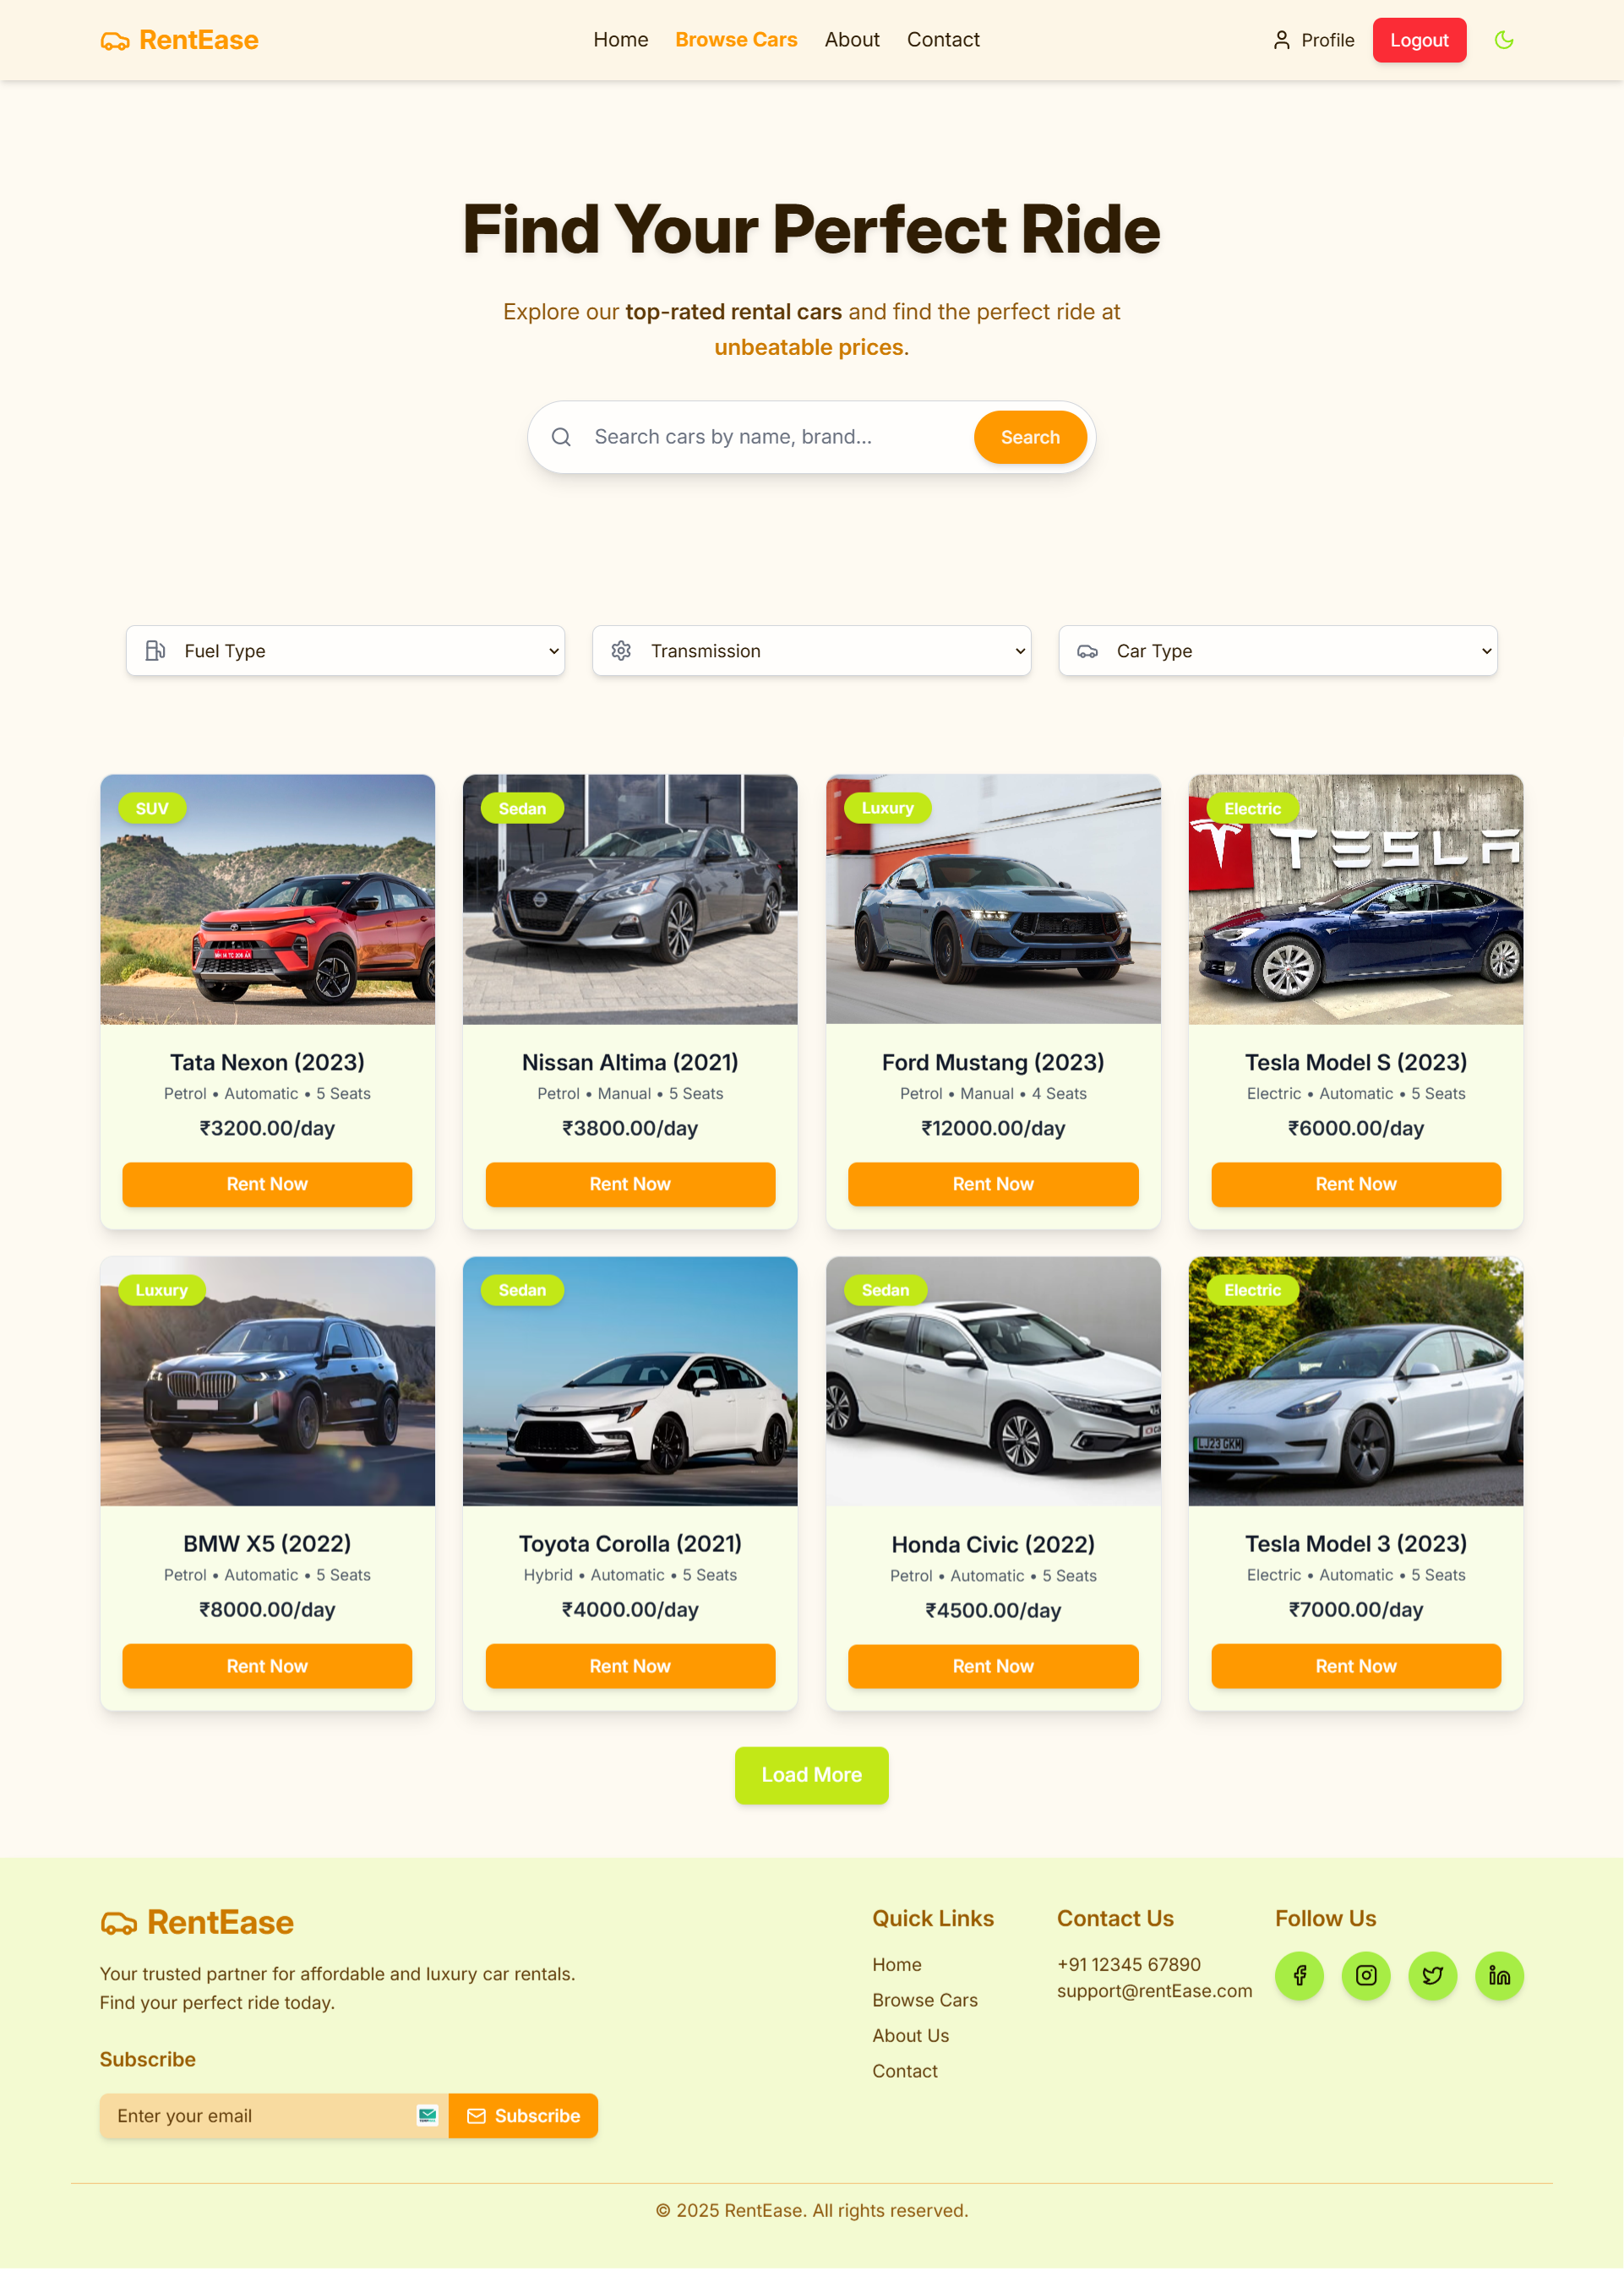 RentEase
Home
Browse Cars
About
Contact
Profile
Logout
Find Your Perfect Ride
Explore our top-rated rental cars and find the perfect ride at
unbeatable prices.
Search cars by name, brand...
Search
Fuel Type
Transmission
Car Type
SUV
Sedan
Luxury
Electric
TESLA
Tata Nexon (2023)
Petrol • Automatic • 5 Seats
₹3200.00/day
Rent Now
Nissan Altima (2021)
Petrol • Manual • 5 Seats
₹3800.00/day
Rent Now
Ford Mustang (2023)
Petrol • Manual • 4 Seats
₹12000.00/day
Rent Now
Tesla Model S (2023)
Electric • Automatic • 5 Seats
₹6000.00/day
Rent Now
Luxury
Sedan
Sedan
Electric
LJ23 GKM
BMW X5 (2022)
Petrol • Automatic • 5 Seats
₹8000.00/day
Rent Now
Toyota Corolla (2021)
Hybrid • Automatic • 5 Seats
₹4000.00/day
Rent Now
Honda Civic (2022)
Petrol • Automatic • 5 Seats
₹4500.00/day
Rent Now
Tesla Model 3 (2023)
Electric • Automatic • 5 Seats
₹7000.00/day
Rent Now
Load More
RentEase
Your trusted partner for affordable and luxury car rentals.
Find your perfect ride today.
Subscribe
Enter your email
Subscribe
Quick Links
Home
Browse Cars
About Us
Contact
Contact Us
+91 12345 67890
support@rentEase.com
Follow Us
© 2025 RentEase. All rights reserved.